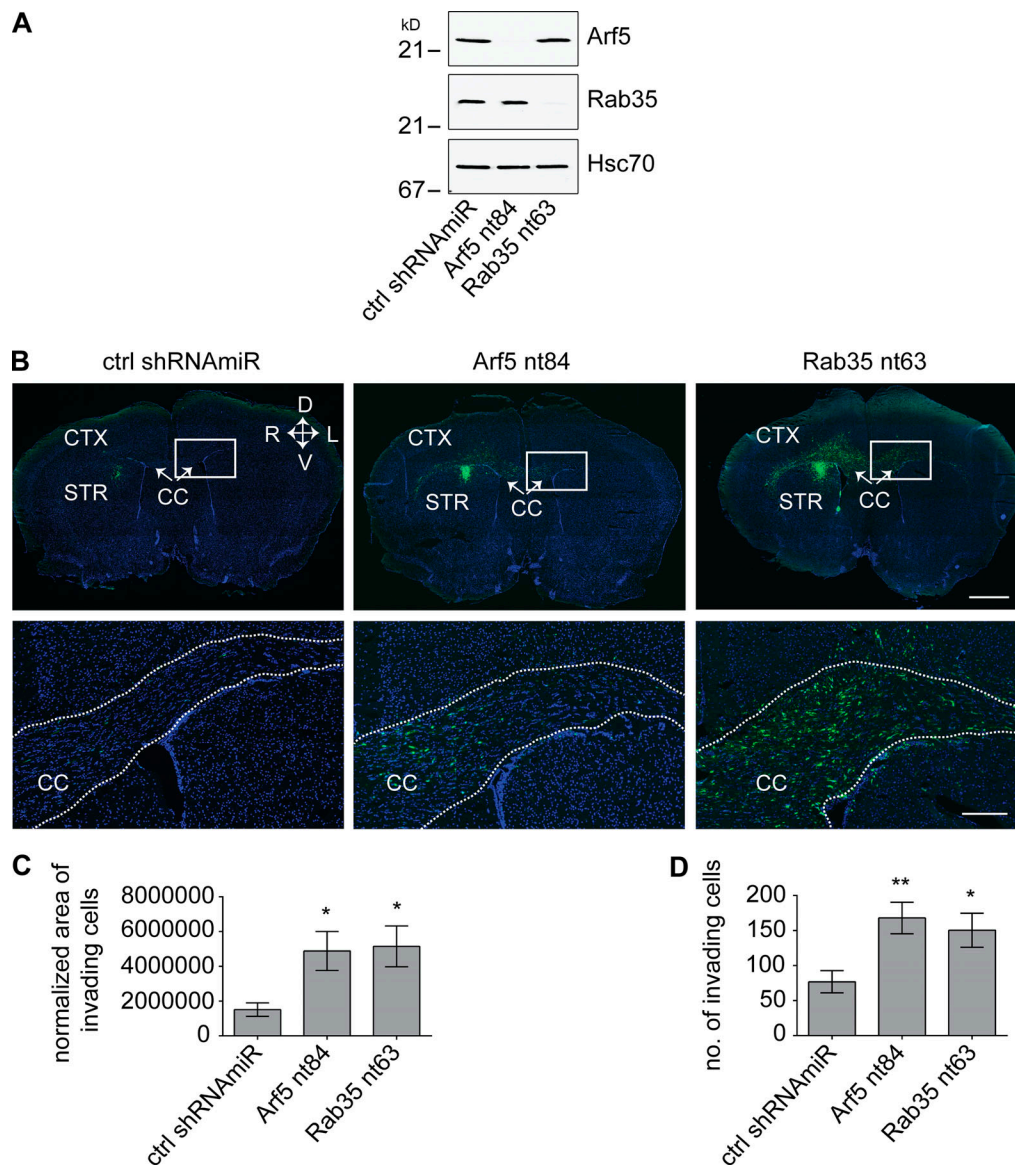 A
kD
21 – Arf5
21 – Rab35
67 – Hsc70
ctrl shRNAmiR
Arf5 nt84
Rab35 nt63
B
ctrl shRNAmiR Arf5 nt84 Rab35 nt63
CTX D R L V STR CC
CTX STR CC
CTX STR CC
CC
CC
CC
C
normalized area of
invading cells
8000000
6000000
4000000
2000000
0
* *
ctrl shRNAmiR
Arf5 nt84
Rab35 nt63
D
no. of invading cells
200
150
100
50
0
** *
ctrl shRNAmiR
Arf5 nt84
Rab35 nt63